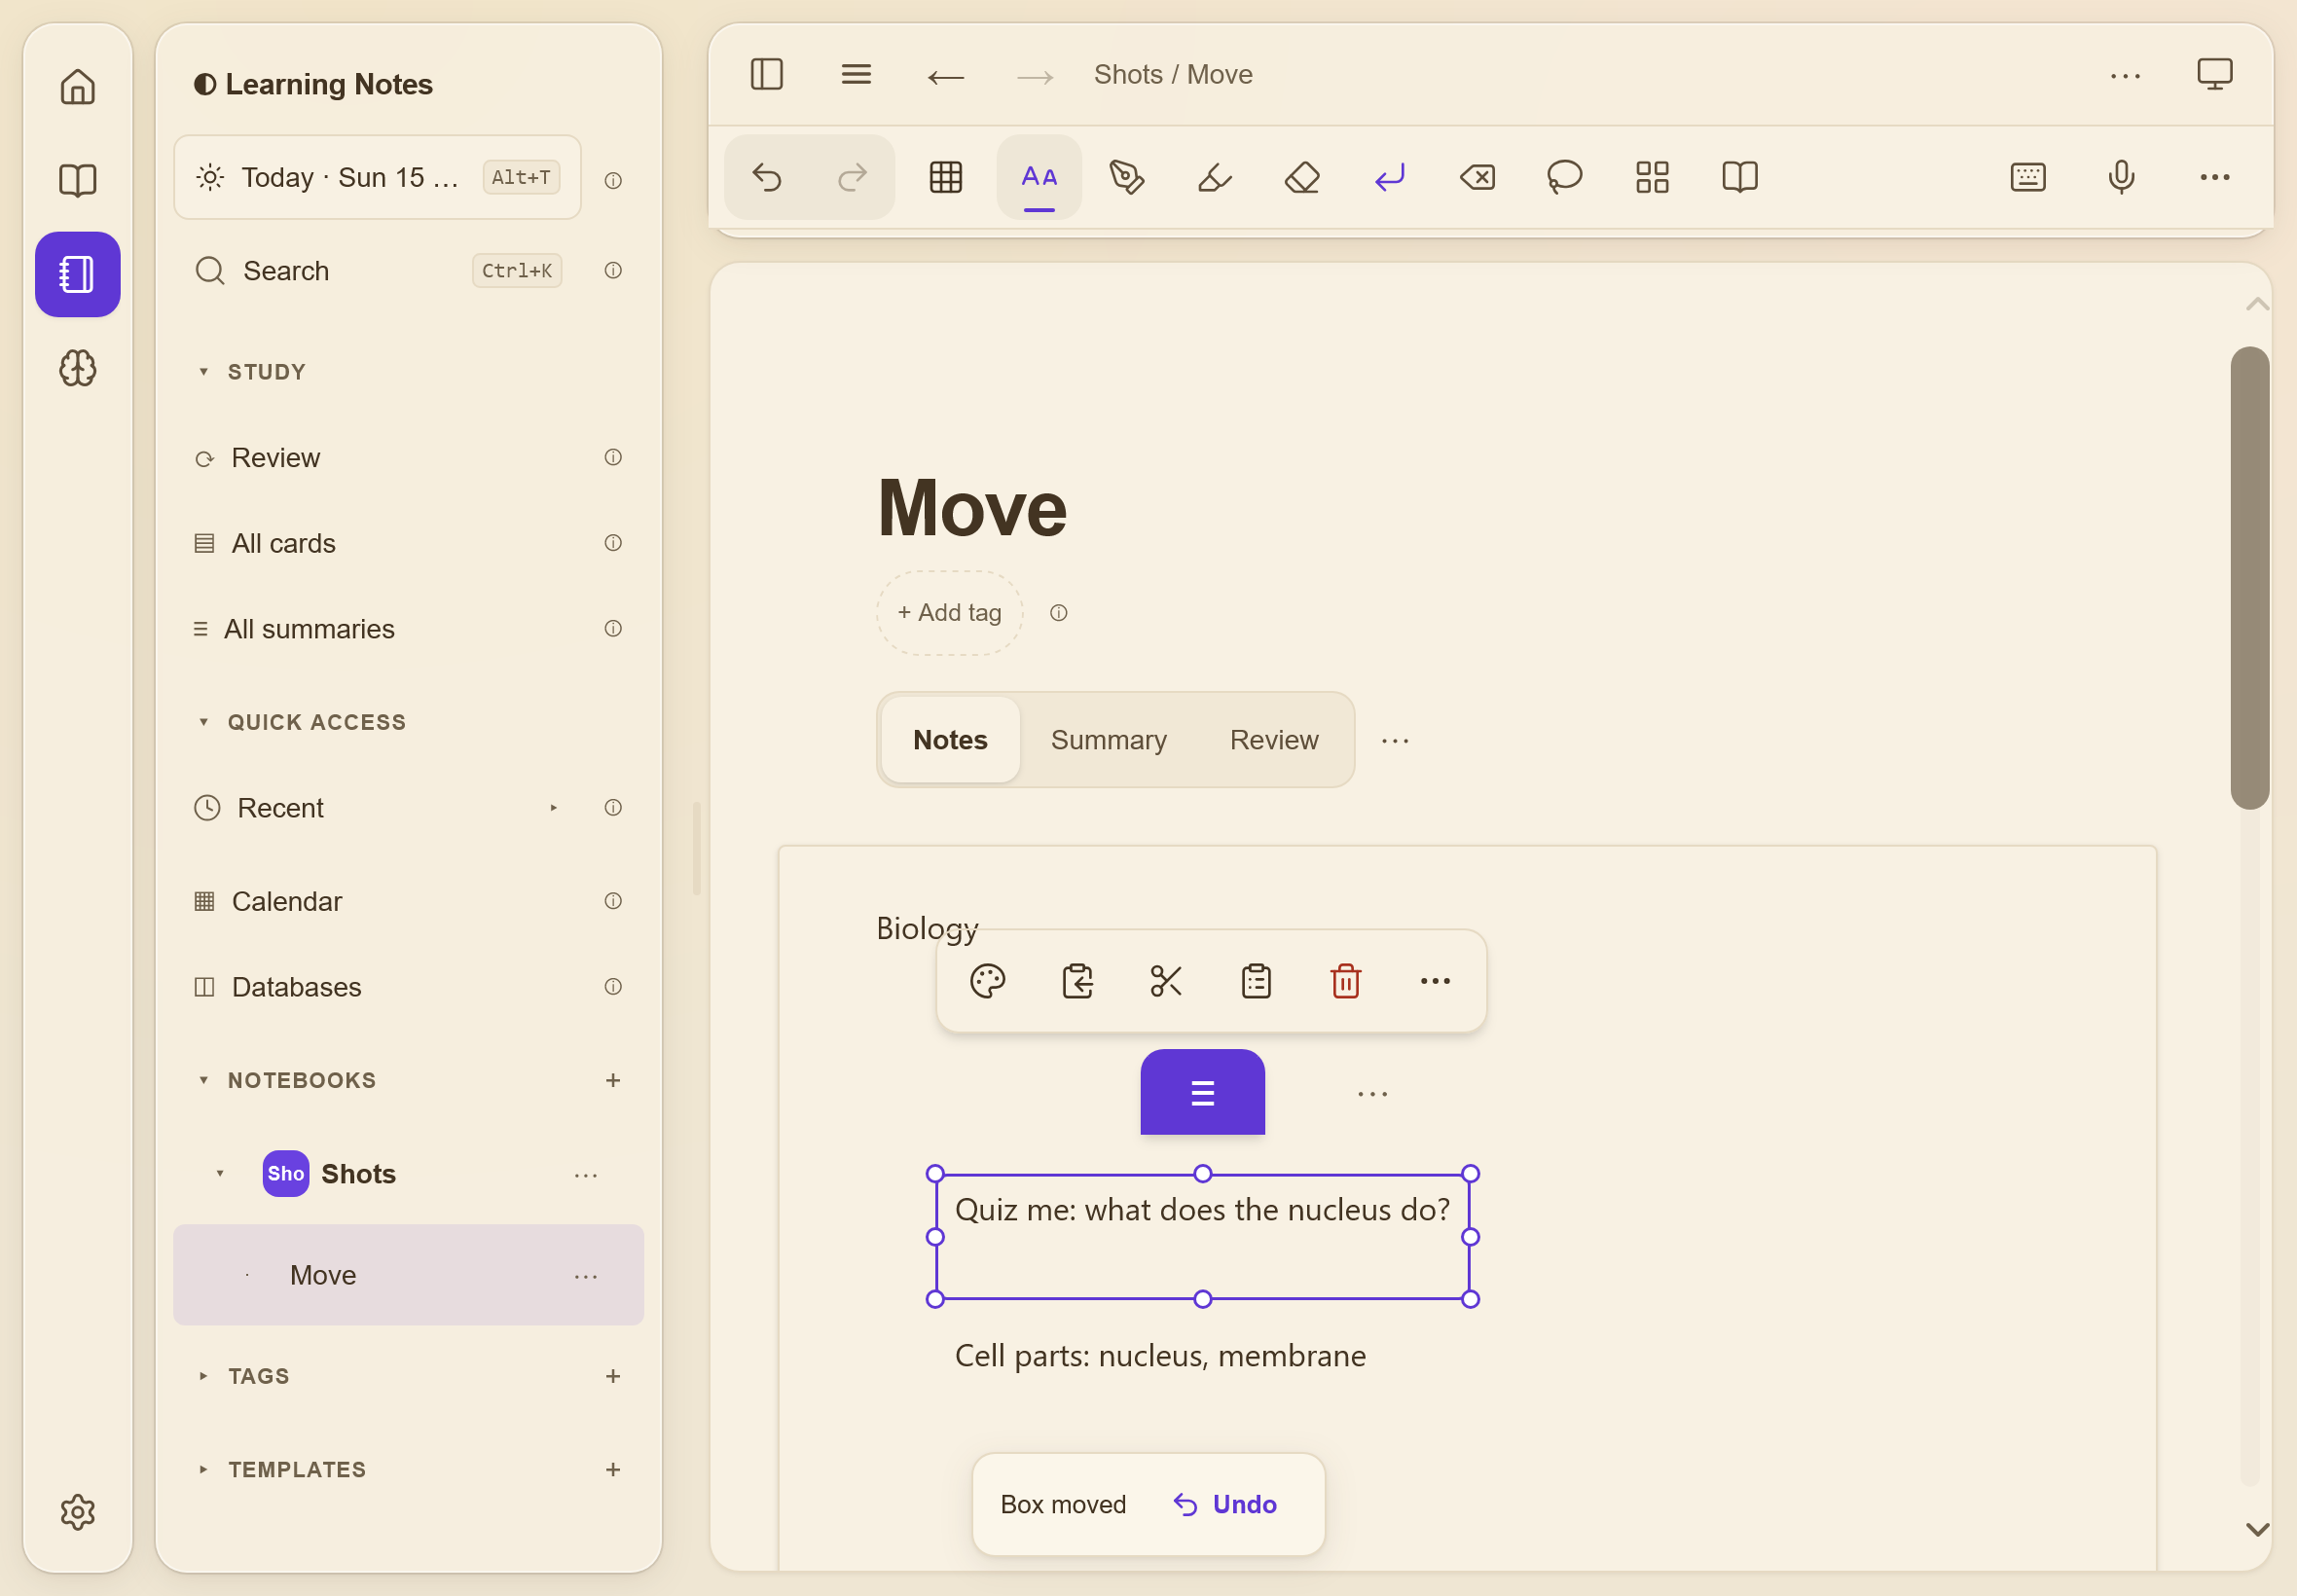 Learning Notes
Today · Sun 15 ... Alt+T
Search Ctrl+K
STUDY
Review
All cards
All summaries
QUICK ACCESS
Recent
Calendar
Databases
NOTEBOOKS
Sho Shots
Move
TAGS
TEMPLATES
Shots / Move
AA
Move
+ Add tag
Notes Summary Review
Biology
Quiz me: what does the nucleus do?
Cell parts: nucleus, membrane
Box moved Undo